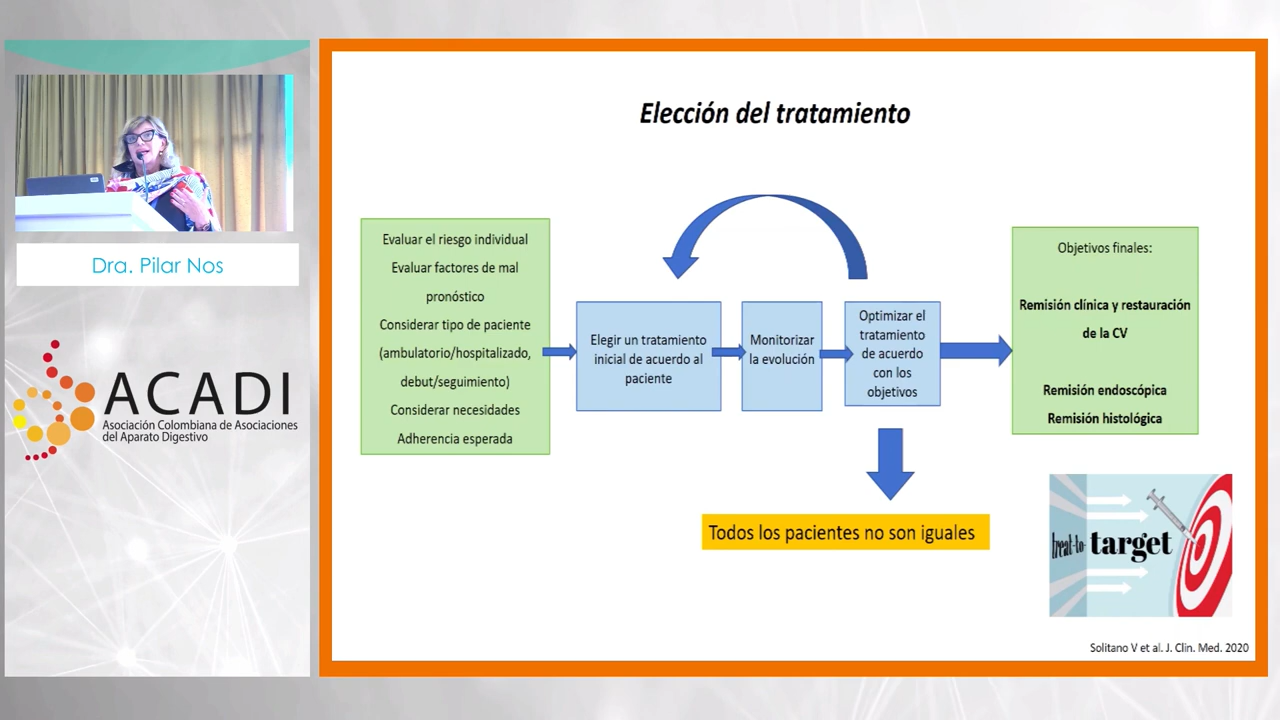 Elección del tratamiento
Dra. Pilar Nos
ACADI
Asociación Colombiana de Asociaciones
del Aparato Digestivo
Evaluar el riesgo individual
Evaluar factores de mal
pronóstico
Considerar tipo de paciente
(ambulatorio/hospitalizado,
debut/seguimiento)
Considerar necesidades
Adherencia esperada
Elegir un tratamiento
inicial de acuerdo al
paciente
Monitorizar
la evolución
Optimizar el
tratamiento
de acuerdo
con los
objetivos
Objetivos finales:
Remisión clínica y restauración
de la CV
Remisión endoscópica
Remisión histológica
Todos los pacientes no son iguales
treat-to-target
Solitano V et al. J. Clin. Med. 2020